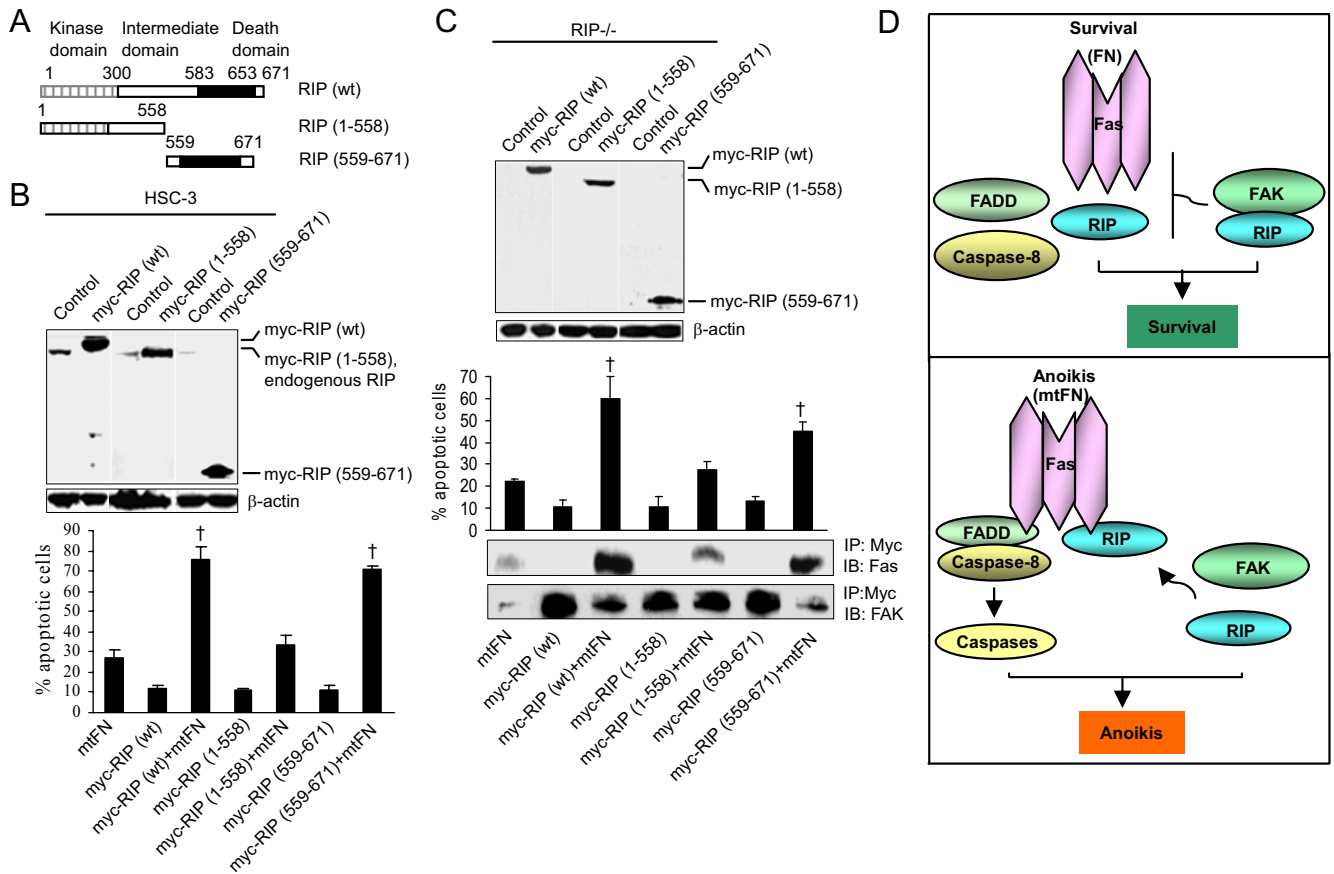 A
Kinase domain
Intermediate domain
Death domain
1 300 583 653 671
RIP (wt)
1 558
RIP (1-558)
559 671
RIP (559-671)
B
HSC-3
Control
myc-RIP (wt)
Control
myc-RIP (1-558)
Control
myc-RIP (559-671)
myc-RIP (wt)
myc-RIP (1-558),
endogenous RIP
myc-RIP (559-671)
β-actin
% apoptotic cells
90
80
70
60
50
40
30
20
10
0
† †
mtFN
myc-RIP (wt)
myc-RIP (wt)+mtFN
myc-RIP (1-558)
myc-RIP (1-558)+mtFN
myc-RIP (559-671)
myc-RIP (559-671)+mtFN
C
RIP-/-
Control
myc-RIP (wt)
Control
myc-RIP (1-558)
Control
myc-RIP (559-671)
myc-RIP (wt)
myc-RIP (1-558)
myc-RIP (559-671)
β-actin
% apoptotic cells
70
60
50
40
30
20
10
0
† †
IP: Myc
IB: Fas
IP:Myc
IB: FAK
mtFN
myc-RIP (wt)
myc-RIP (wt)+mtFN
myc-RIP (1-558)
myc-RIP (1-558)+mtFN
myc-RIP (559-671)
myc-RIP (559-671)+mtFN
D
Survival
(FN)
Fas
FADD
RIP
FAK
RIP
Caspase-8
Survival
Anoikis
(mtFN)
Fas
FADD
RIP
Caspase-8
FAK
RIP
Caspases
Anoikis